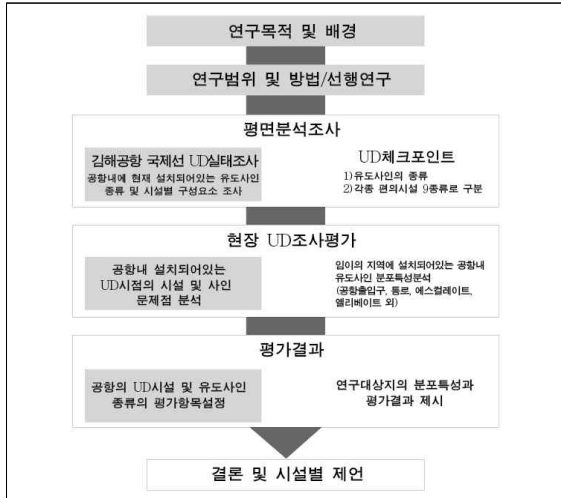 연구목적 및 배경
연구범위 및 방법/선행연구
평면분석조사
김해공항 국제선 UD실태조사
공항내에 현재 설치되어있는 유도사인
종류 및 시설별 구성요소 조사
UD체크포인트
1)유도사인의 종류
2)각종 편의시설 9종류로 구분
현장 UD조사평가
공항내 설치되어있는
UD시점의 시설 및 사인
문제점 분석
임이의 지역에 설치되어있는 공항내
유도사인 분포특성분석
(공항출입구, 통로, 에스컬레이트,
엘리베이트 외)
평가결과
공항의 UD시설 및 유도사인
종류의 평가항목설정
연구대상지의 분포특성과
평가결과 제시
결론 및 시설별 제언